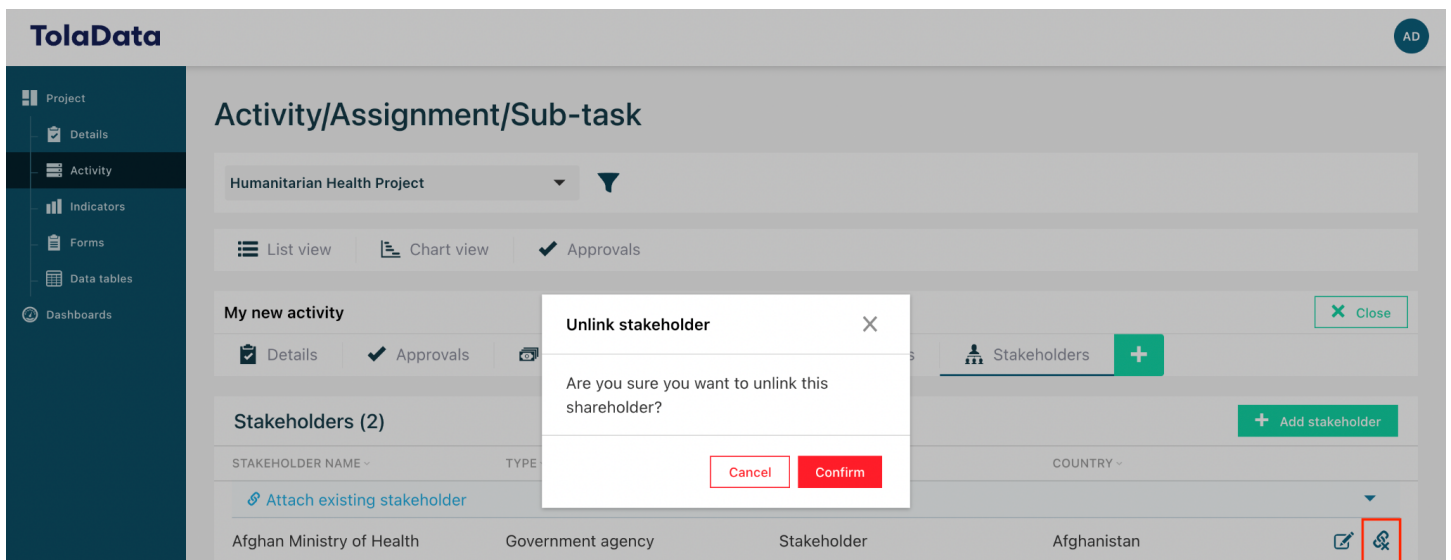 TolaData
AD
Project
Details
Activity
Indicators
Forms
Data tables
Dashboards
Activity/Assignment/Sub-task
Humanitarian Health Project
List view
Chart view
Approvals
My new activity
Close
Details
Approvals
Stakeholders
Unlink stakeholder
Are you sure you want to unlink this
shareholder?
Cancel
Confirm
Stakeholders (2)
Add stakeholder
STAKEHOLDER NAME
TYPE
COUNTRY
Attach existing stakeholder
Afghan Ministry of Health
Government agency
Stakeholder
Afghanistan